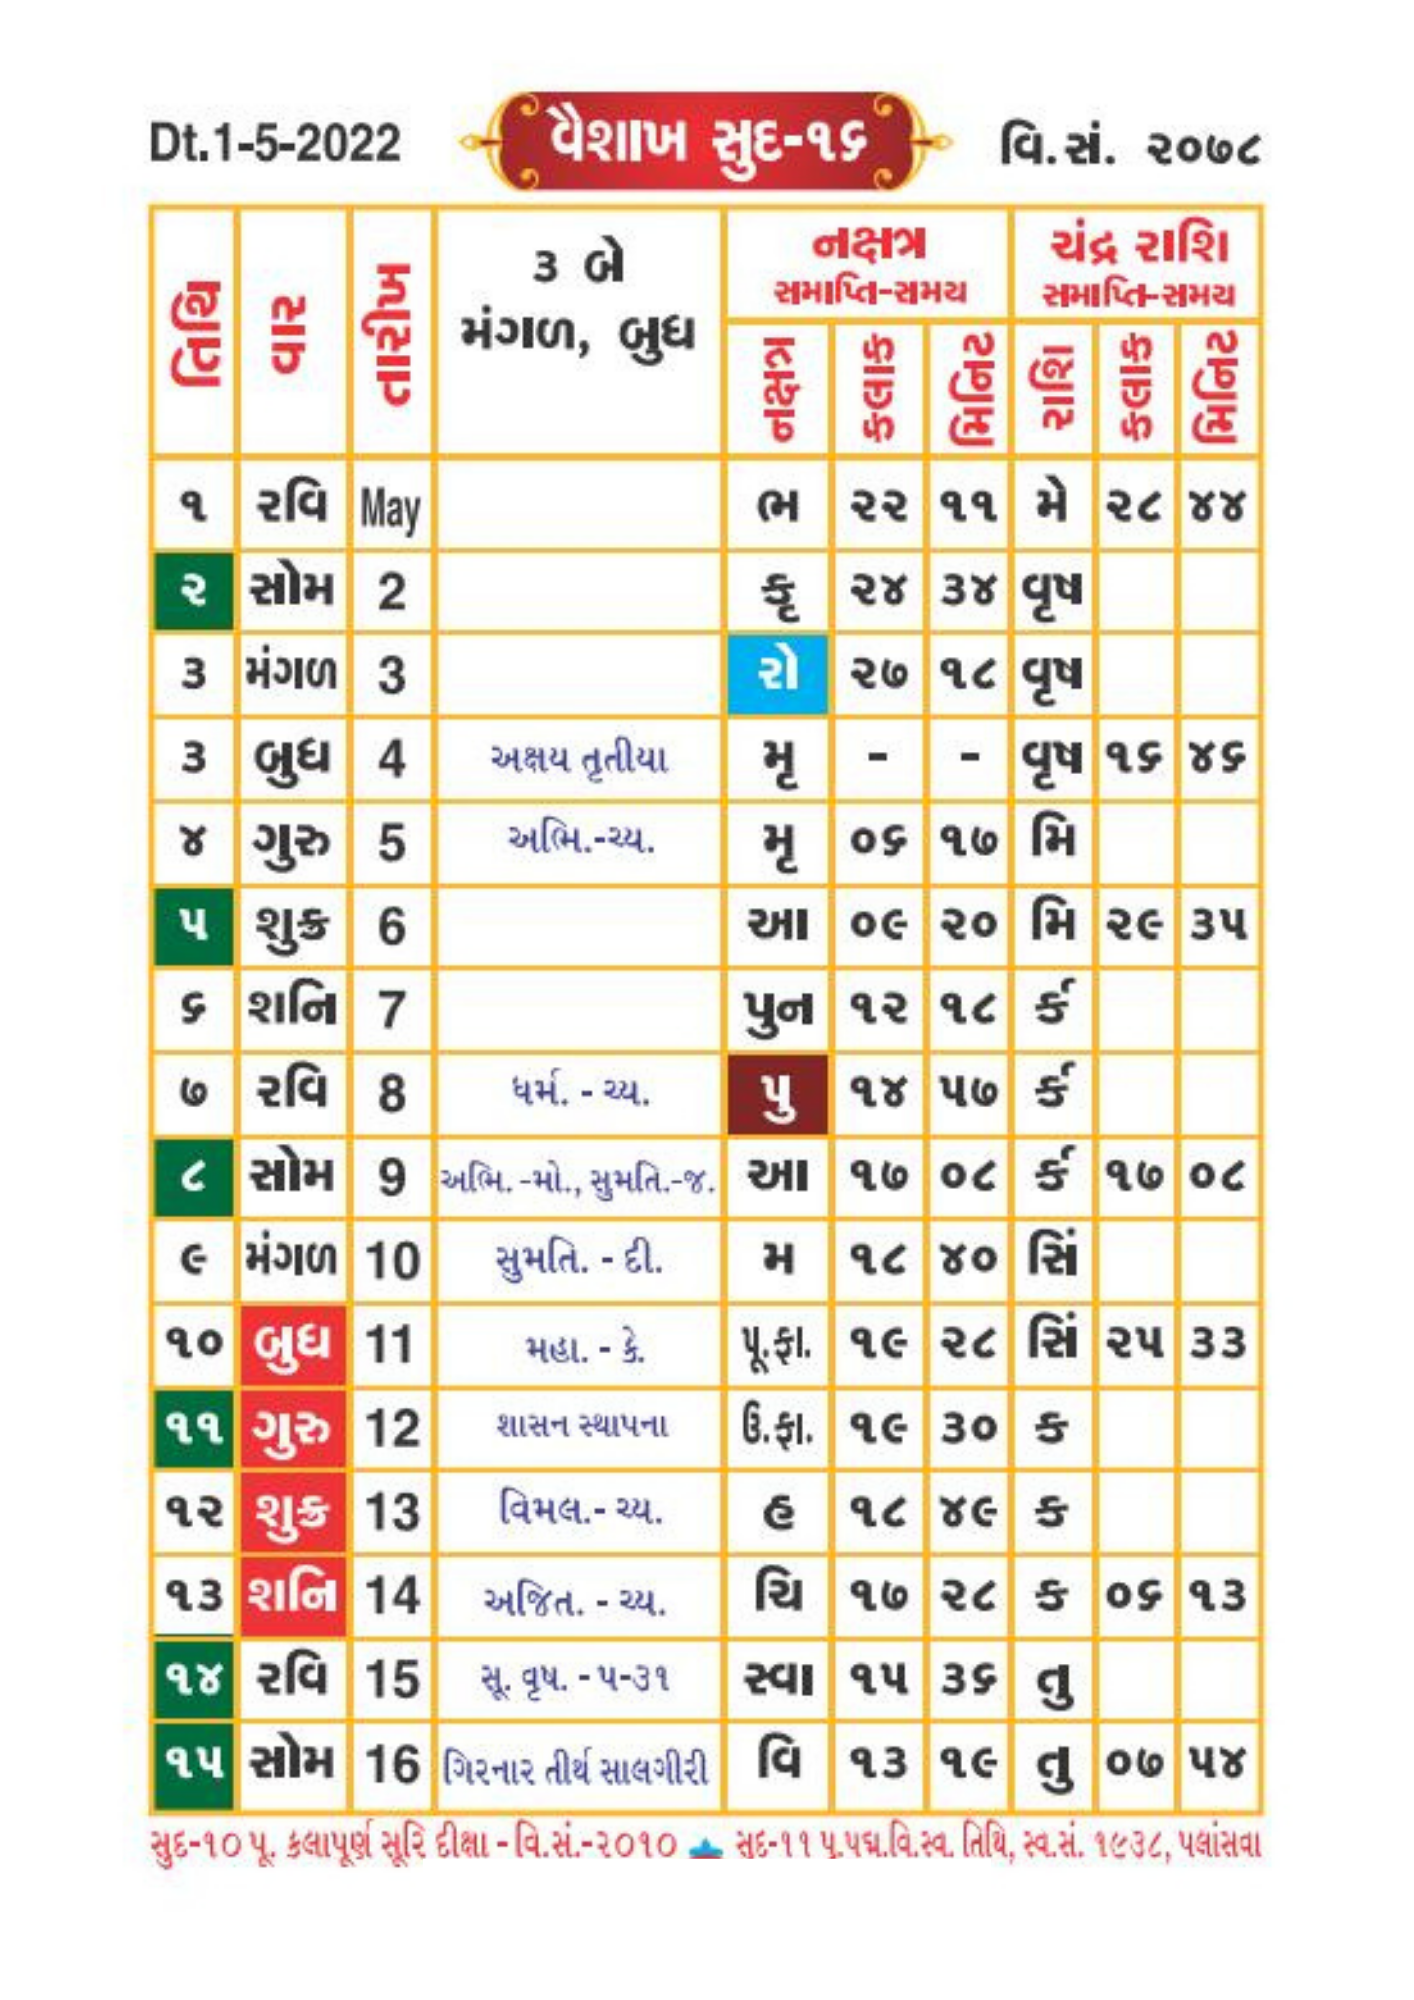 Dt.1-5-2022 વૈશાખ સુદ-૧૬ વિ.સં. ૨૦૭૮
તિથિ વાર તારીખ ૩ બે મંગળ, બુધ નક્ષત્ર સમાપ્તિ-સમય ચંદ્ર રાશિ સમાપ્તિ-સમય
નક્ષત્ર કલાક મિનિટ રાશિ કલાક મિનિટ
૧ રવિ May ભ ૨૨ ૧૧ મે ૨૮ ૪૪
૨ સોમ 2 કૃ ૨૪ ૩૪ વૃષ
૩ મંગળ 3 રો ૨૭ ૧૮ વૃષ
૩ બુધ 4 અક્ષય તૃતીયા મૃ - - વૃષ ૧૬ ૪૬
૪ ગુરુ 5 અભિ.-ચ્ય. મૃ ૦૬ ૧૭ મિ
૫ શુક્ર 6 આ ૦૯ ૨૦ મિ ૨૯ ૩૫
૬ શનિ 7 પુન ૧૨ ૧૮ ર્ક
૭ રવિ 8 ધર્મ. - ચ્ય. પુ ૧૪ ૫૭ ર્ક
૮ સોમ 9 અભિ. -મો., સુમતિ.-જ. આ ૧૭ ૦૮ ર્ક ૧૭ ૦૮
૯ મંગળ 10 સુમતિ. - દી. મ ૧૮ ૪૦ સિં
૧૦ બુધ 11 મહા. - કે. પૂ.ફા. ૧૯ ૨૮ સિં ૨૫ ૩૩
૧૧ ગુરુ 12 શાસન સ્થાપના ઉ.ફા. ૧૯ ૩૦ ક
૧૨ શુક્ર 13 વિમલ.- ચ્ય. હ ૧૮ ૪૯ ક
૧૩ શનિ 14 અજિત. - ચ્ય. ચિ ૧૭ ૨૮ ક ૦૬ ૧૩
૧૪ રવિ 15 સૂ. વૃષ. - ૫-૩૧ સ્વા ૧૫ ૩૬ તુ
૧૫ સોમ 16 ગિરનાર તીર્થ સાલગીરી વિ ૧૩ ૧૯ તુ ૦૭ ૫૪
સુદ-૧૦ પૂ. કલાપૂર્ણ સૂરિ દીક્ષા - વિ.સં.-૨૦૧૦ સુદ-૧૧ પૂ.પદ્મ.વિ.સ્વ. તિથિ, સ્વ.સં. ૧૯૩૮, પલાંસવા